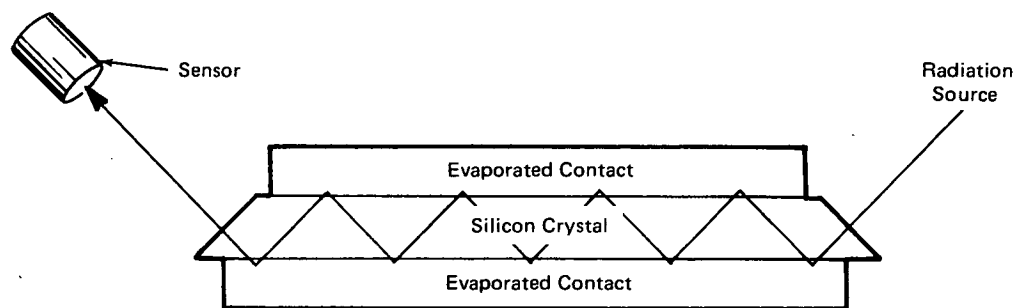 Sensor
Radiation
Source
Evaporated Contact
Silicon Crystal
Evaporated Contact